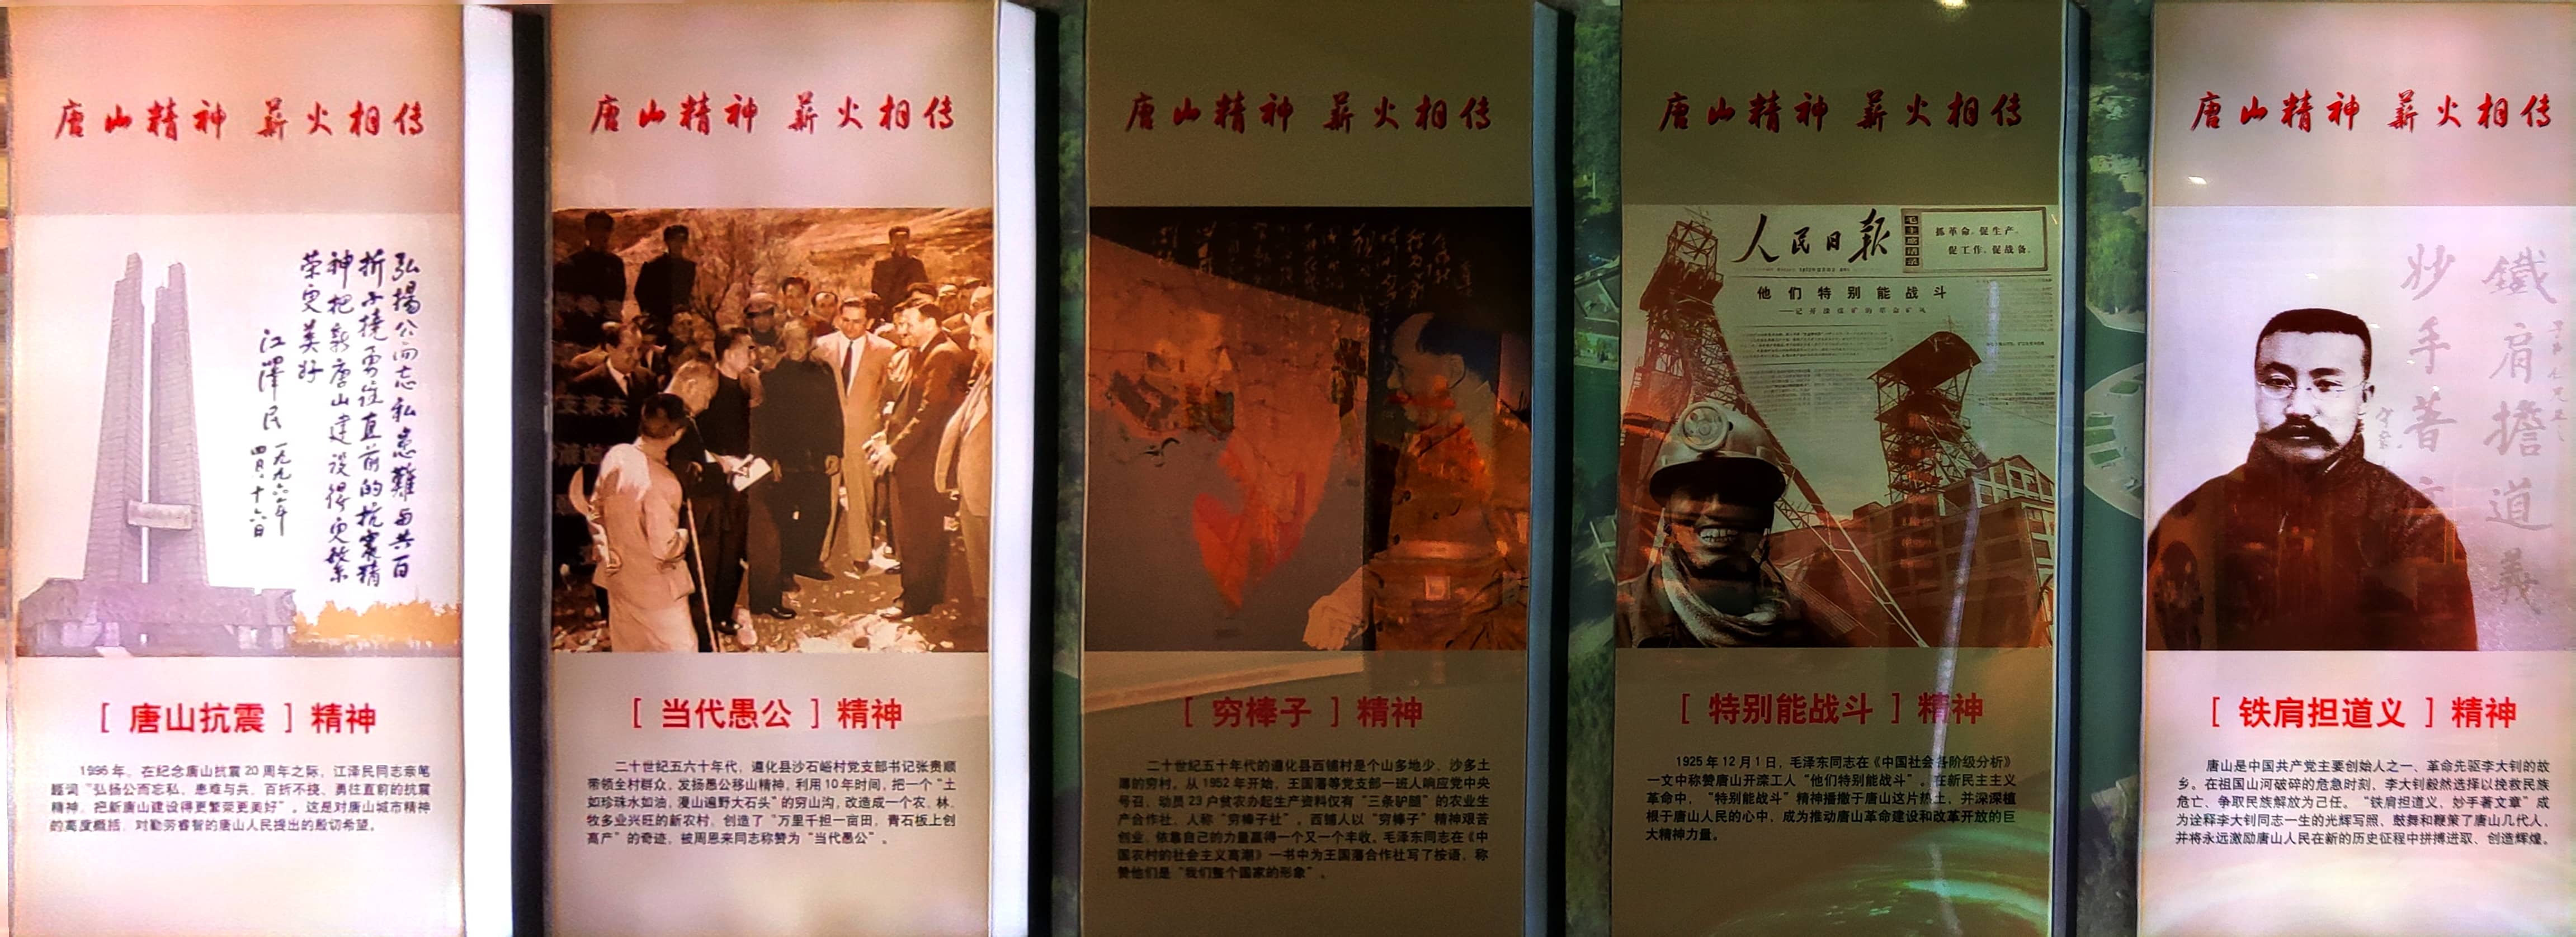 唐山精神 薪火相传
弘扬公而忘私患难与共百
折不挠勇往直前的抗震精
神把新唐山建设得更繁
荣更美好
江泽民
一九九六年
四月十六日
[ 唐山抗震 ] 精神
1996年，在纪念唐山抗震20周年之际，江泽民同志亲笔
题词“弘扬公而忘私、患难与共、百折不挠、勇往直前的抗震
精神，把新唐山建设得更繁荣更美好”。这是对唐山城市精神
的高度概括，对勤劳睿智的唐山人民提出的殷切希望。
唐山精神 薪火相传
[ 当代愚公 ] 精神
二十世纪五六十年代，遵化县沙石峪村党支部书记张贵顺
带领全村群众，发扬愚公移山精神，利用10年时间，把一个“土
如珍珠水如油，漫山遍野大石头”的穷山沟，改造成一个农、林、
牧多业兴旺的新农村，创造了“万里千担一亩田，青石板上创
高产”的奇迹，被周恩来同志称赞为“当代愚公”。
唐山精神 薪火相传
[ 穷棒子 ] 精神
二十世纪五十年代的遵化县西铺村是个山多地少、沙多土
薄的穷村。从1952年开始，王国藩等党支部一班人响应党中央
号召，动员23户贫农办起生产资料仅有“三条驴腿”的农业生
产合作社，人称“穷棒子社”。西铺人以“穷棒子”精神艰苦
创业，依靠自己的力量赢得一个又一个丰收。毛泽东同志在《中
国农村的社会主义高潮》一书中为王国藩合作社写了按语，称
赞他们是“我们整个国家的形象”。
唐山精神 薪火相传
人民日报
毛主席语录
抓革命，促生产，
促工作，促战备。
他们特别能战斗
[ 特别能战斗 ] 精神
1925年12月1日，毛泽东同志在《中国社会各阶级分析》
一文中称赞唐山开滦工人“他们特别能战斗”。在新民主主义
革命中，“特别能战斗”精神播撒于唐山这片热土，并深深植
根于唐山人民的心中，成为推动唐山革命建设和改革开放的巨
大精神力量。
唐山精神 薪火相传
鐵肩擔道義
妙手著文
[ 铁肩担道义 ] 精神
唐山是中国共产党主要创始人之一、革命先驱李大钊的故
乡。在祖国山河破碎的危急时刻，李大钊毅然选择以挽救民族
危亡、争取民族解放为己任。“铁肩担道义，妙手著文章”成
为诠释李大钊同志一生的光辉写照、鼓舞和鞭策了唐山几代人，
并将永远激励唐山人民在新的历史征程中拼搏进取、创造辉煌。